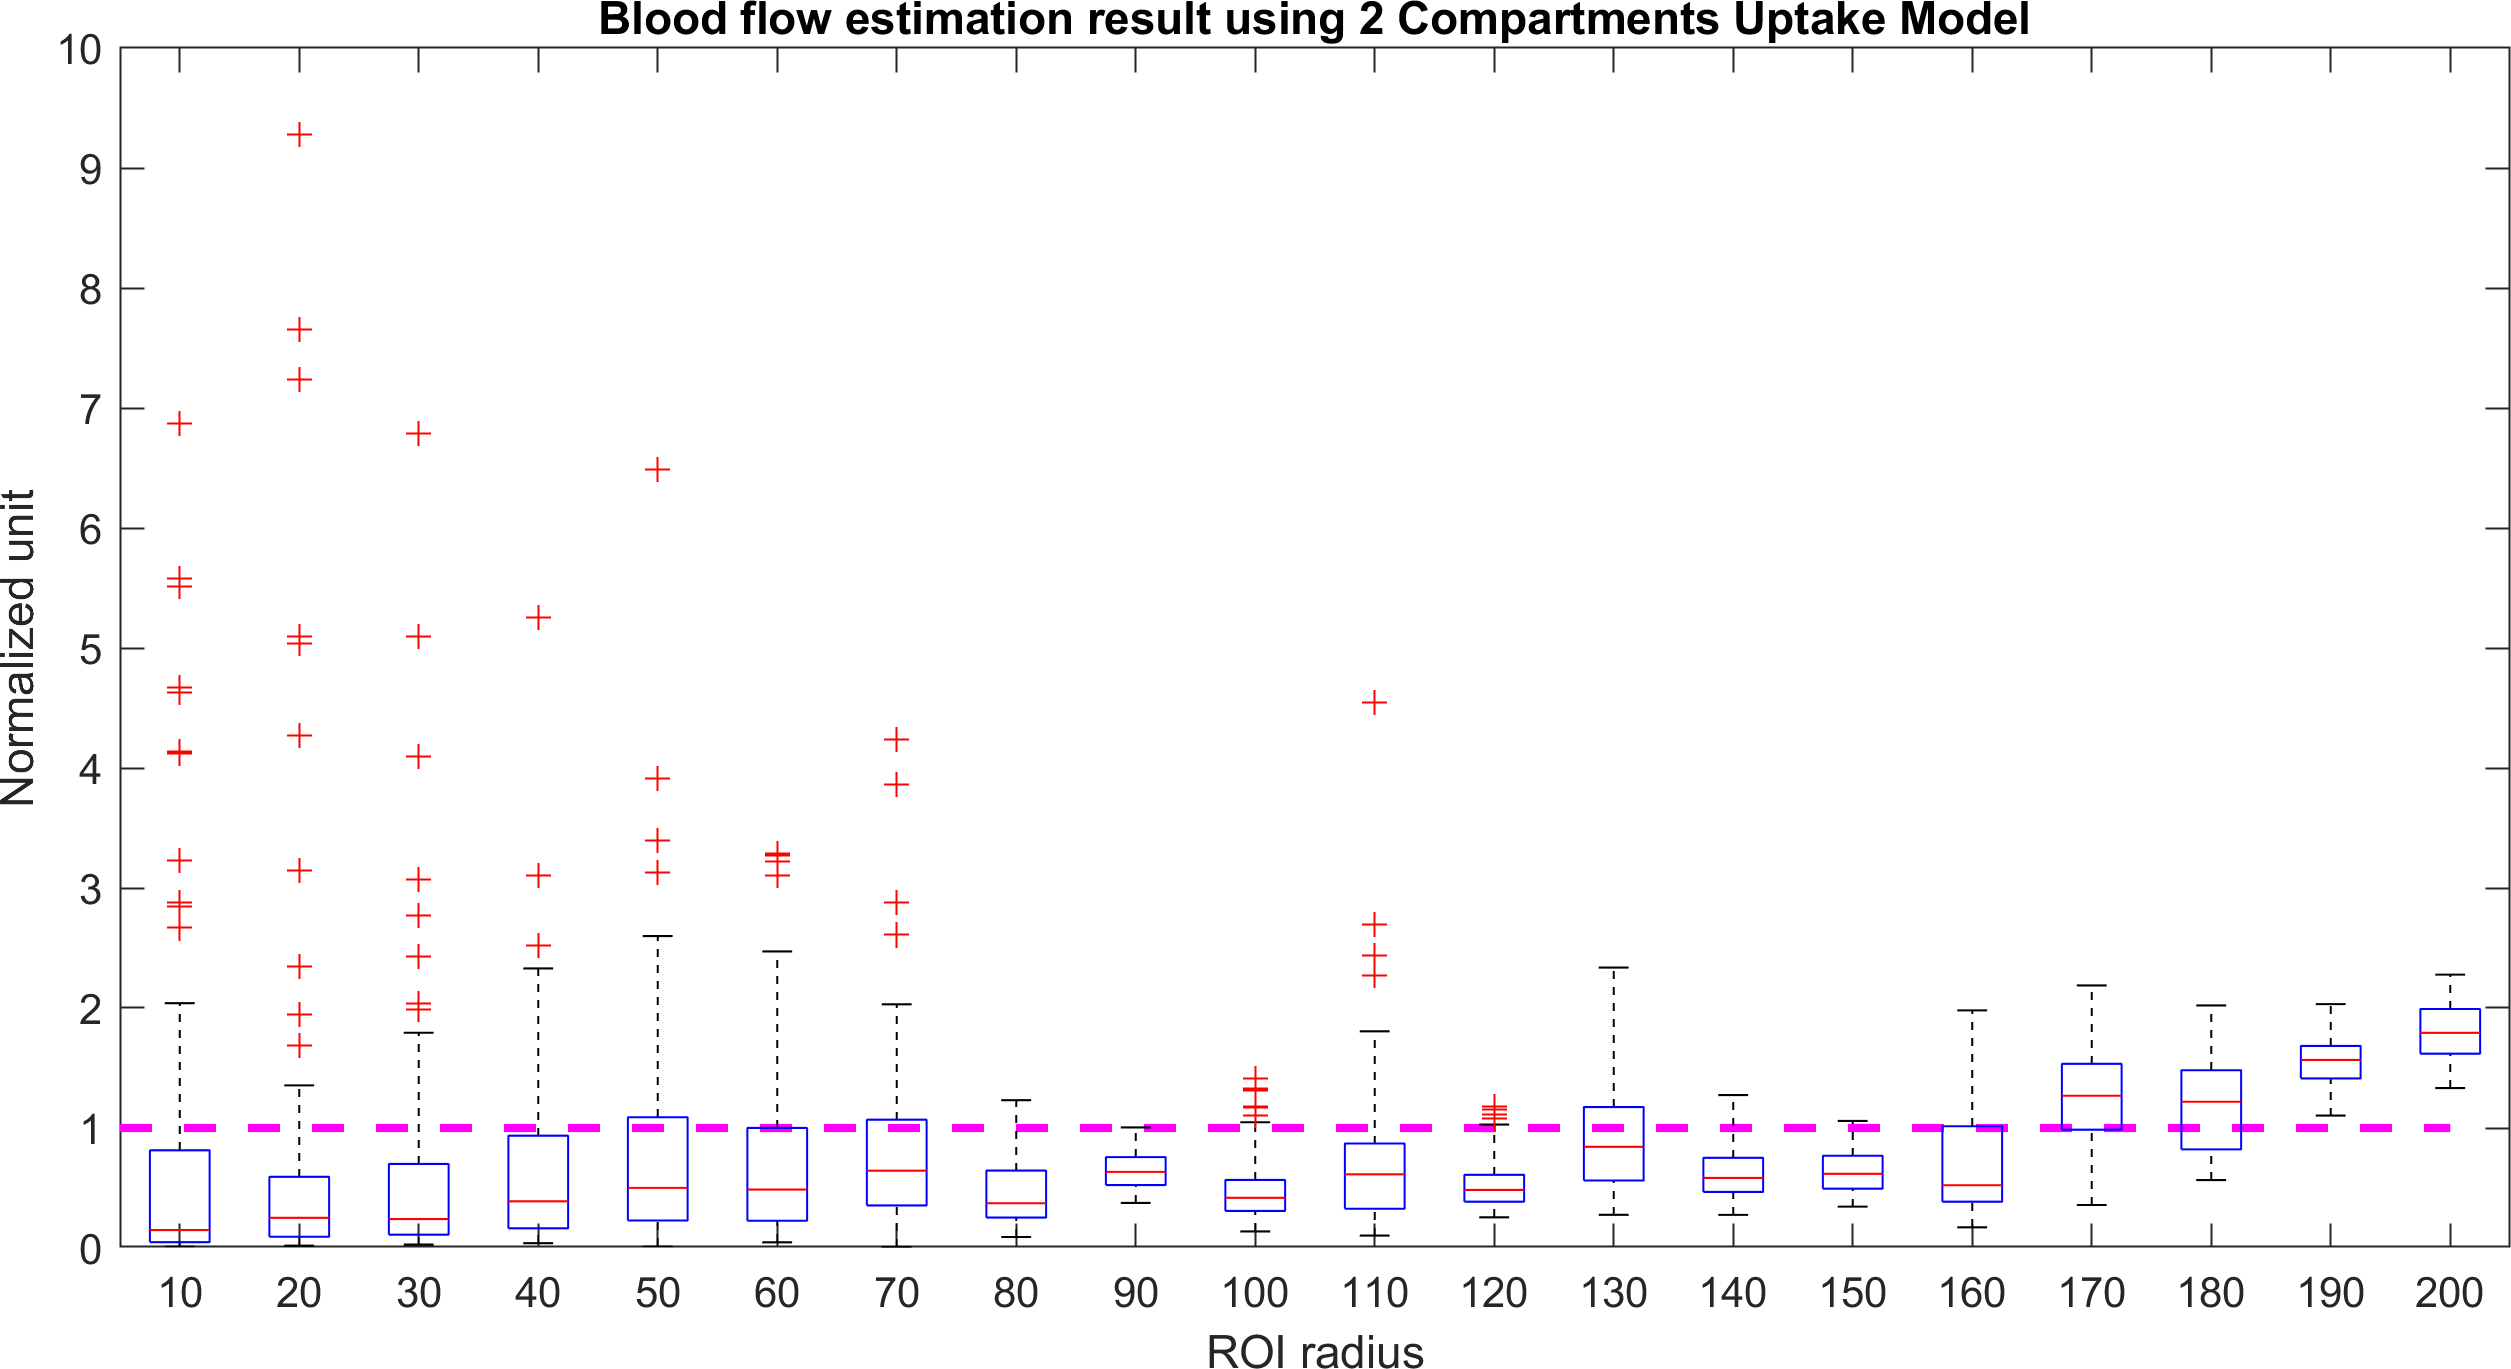 Blood flow estimation result using 2 Compartments Uptake Model
10
9
8
7
6
5
4
3
2
1
0
Normalized unit
10 20 30 40 50 60 70 80 90 100 110 120 130 140 150 160 170 180 190 200
ROI radius